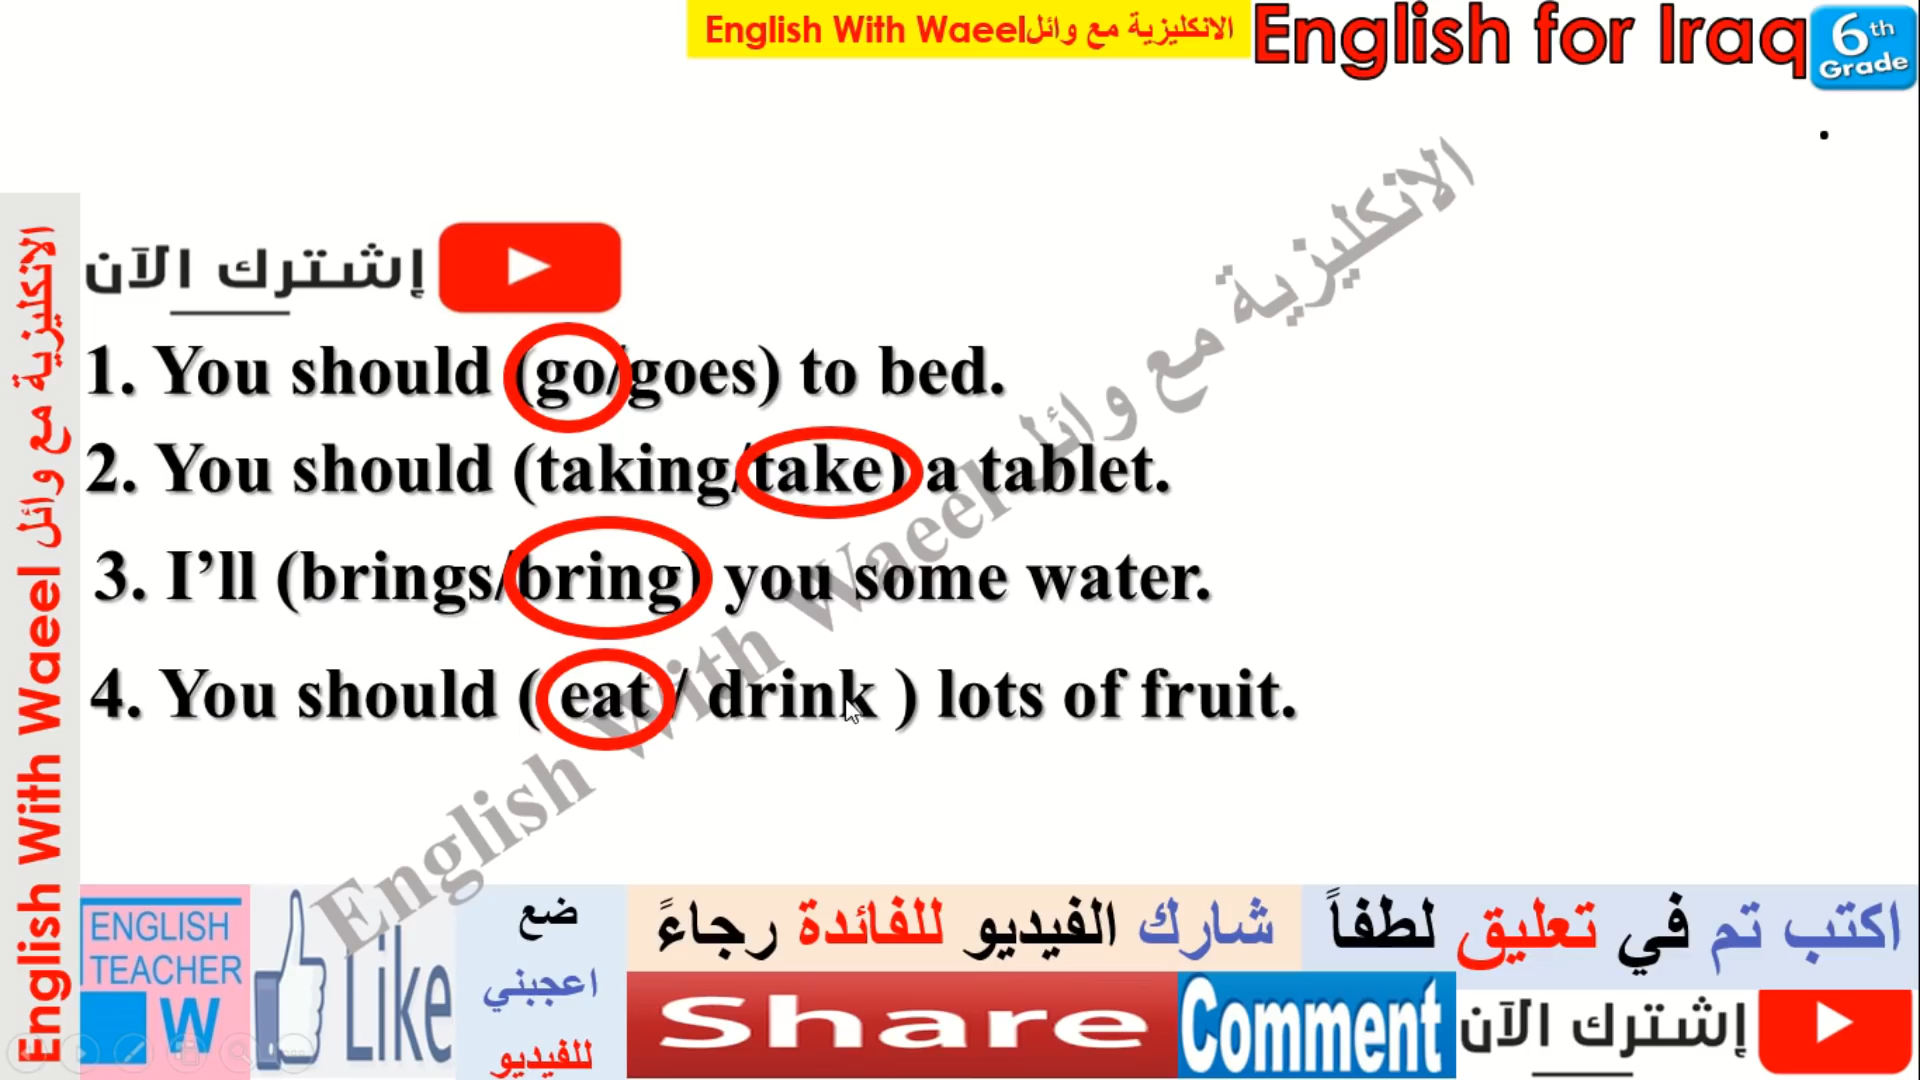 English With Waeelالانكليزية مع وائل
English for Iraq
6th
Grade
إشترك الآن
1. You should (go/goes) to bed.
2. You should (taking/take) a tablet.
3. I’ll (brings/bring) you some water.
4. You should ( eat / drink ) lots of fruit.
English With Waeel الانكليزية مع وائل
English With Waeel الانكليزية مع وائل
ENGLISH
TEACHER
W
Like
ضع
اعجبني
للفيديو
شارك الفيديو للفائدة رجاءً
اكتب تم في تعليق لطفاً
Share
Comment
إشترك الآن